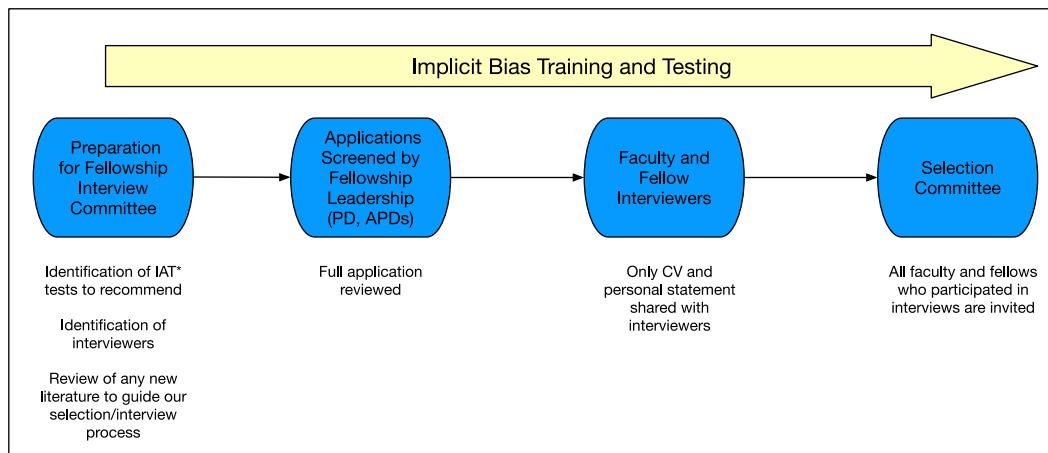 Implicit Bias Training and Testing
Preparation
for Fellowship
Interview
Committee
Applications
Screened by
Fellowship
Leadership
(PD, APDs)
Faculty and
Fellow
Interviewers
Selection
Committee
Identification of IAT*
tests to recommend
Identification of
interviewers
Review of any new
literature to guide our
selection/interview
process
Full application
reviewed
Only CV and
personal statement
shared with
interviewers
All faculty and fellows
who participated in
interviews are invited